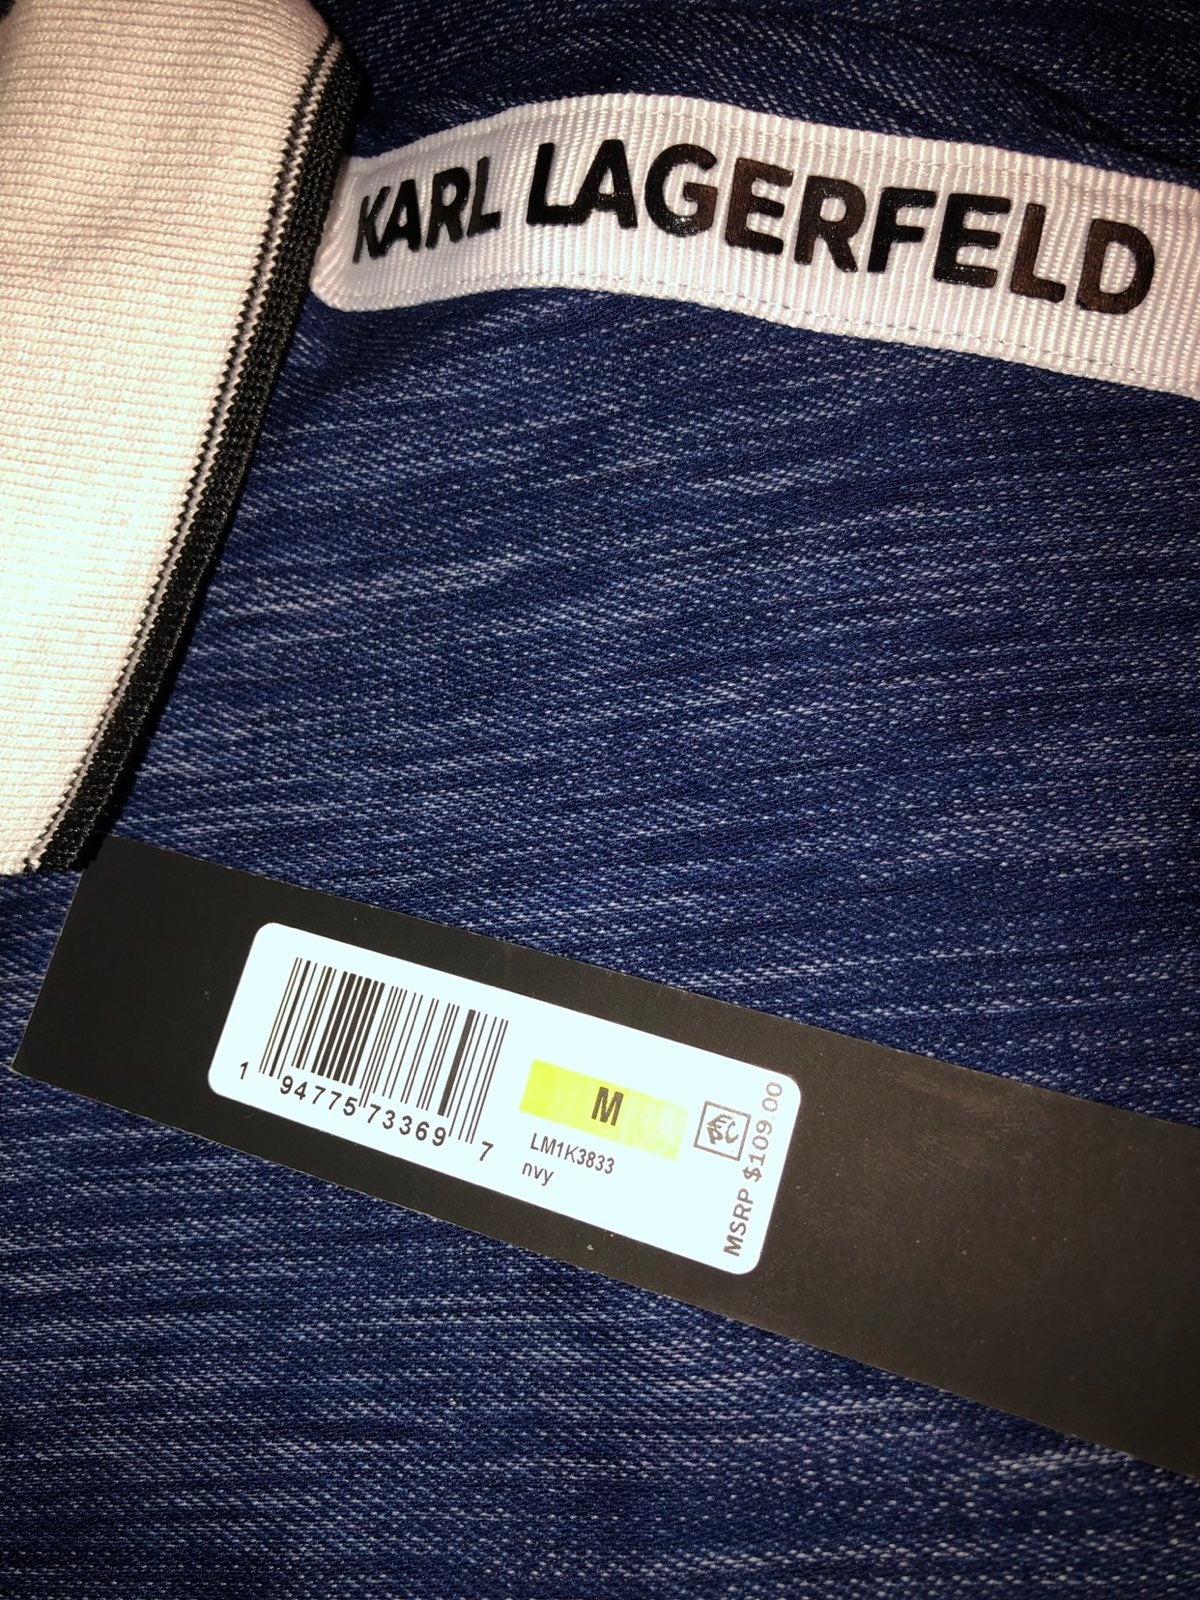 KARL LAGERFELD
1 94775 73369 7
M
LM1K3833
nvy
MSRP $109.00